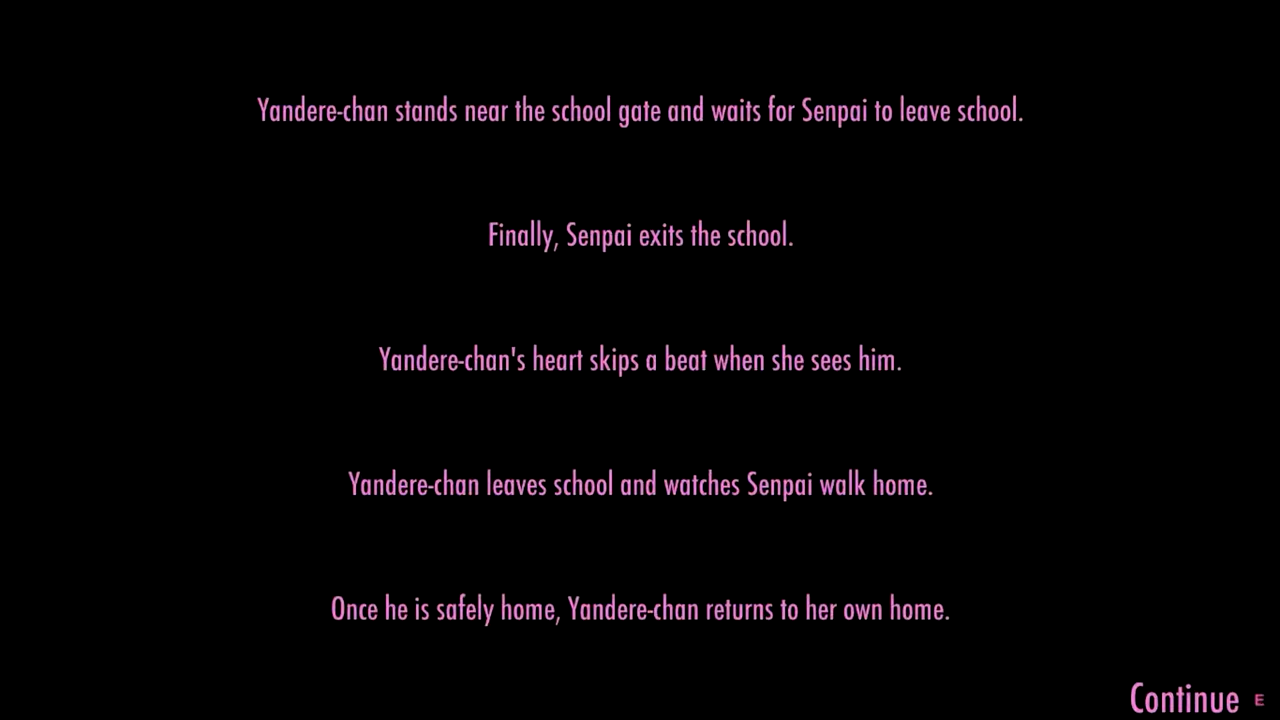 Yandere-chan stands near the school gate and waits for Senpai to leave school.
Finally, Senpai exits the school.
Yandere-chan's heart skips a beat when she sees him.
Yandere-chan leaves school and watches Senpai walk home.
Once he is safely home, Yandere-chan returns to her own home.
Continue E